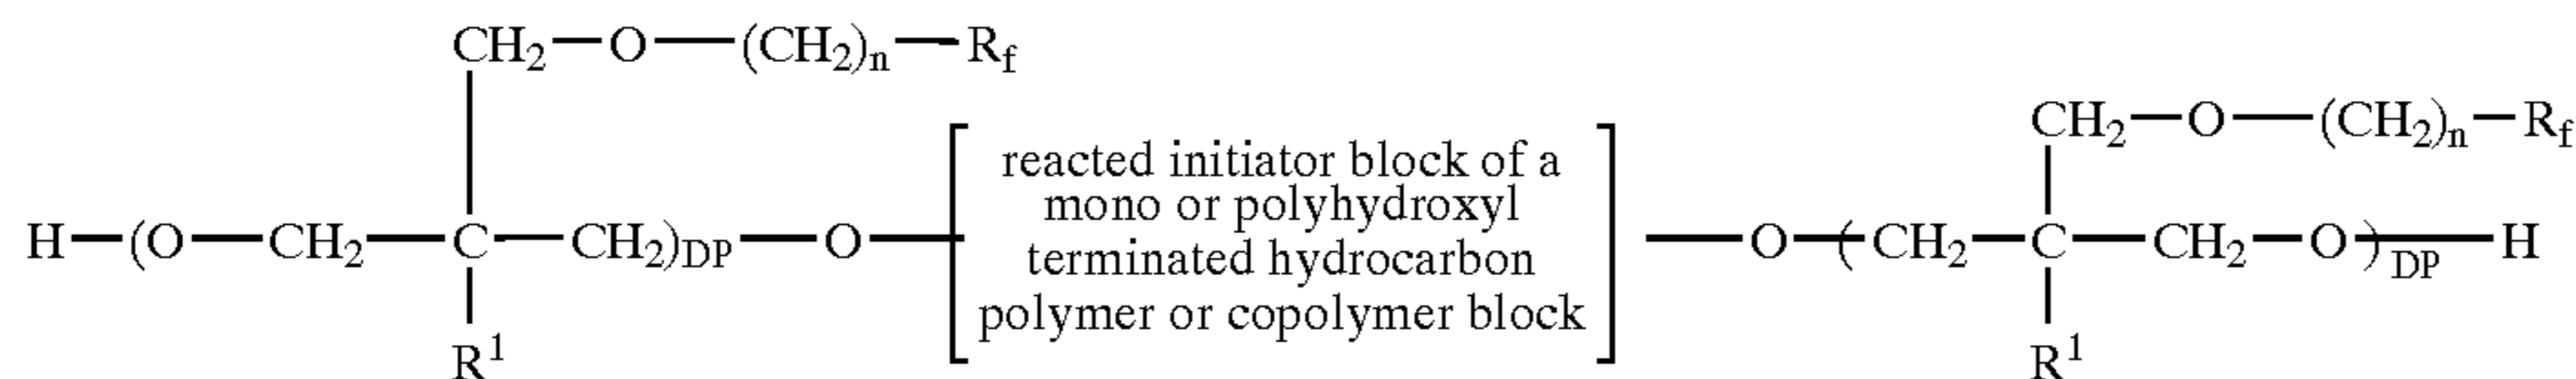 CH2—O—(CH2)n—Rf
CH2—O—(CH2)n—Rf
reacted initiator block of a
mono or polyhydroxyl
terminated hydrocarbon
polymer or copolymer block
H—(O—CH2—C—CH2)DP—O—[ ]—O—(CH2—C—CH2—O)DP—H
R1 R1